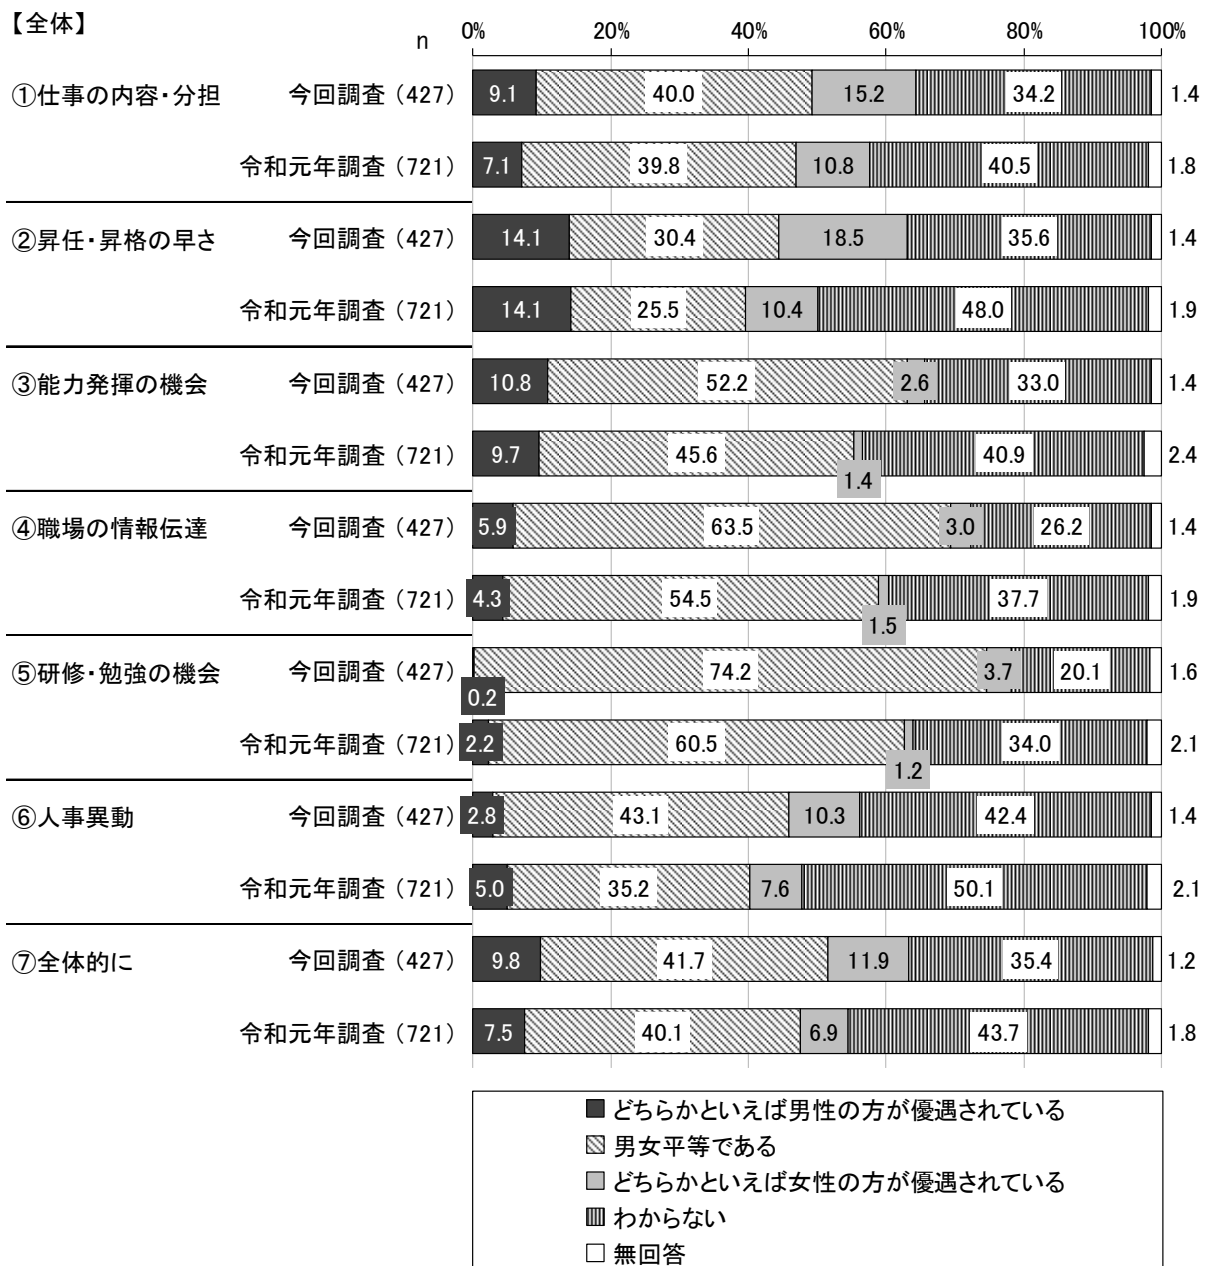 【全体】
n 0% 20% 40% 60% 80% 100%
①仕事の内容・分担 今回調査 (427) 9.1 40.0 15.2 34.2 1.4
令和元年調査 (721) 7.1 39.8 10.8 40.5 1.8
②昇任・昇格の早さ 今回調査 (427) 14.1 30.4 18.5 35.6 1.4
令和元年調査 (721) 14.1 25.5 10.4 48.0 1.9
③能力発揮の機会 今回調査 (427) 10.8 52.2 2.6 33.0 1.4
令和元年調査 (721) 9.7 45.6 1.4 40.9 2.4
④職場の情報伝達 今回調査 (427) 5.9 63.5 3.0 26.2 1.4
令和元年調査 (721) 4.3 54.5 1.5 37.7 1.9
⑤研修・勉強の機会 今回調査 (427) 0.2 74.2 3.7 20.1 1.6
令和元年調査 (721) 2.2 60.5 1.2 34.0 2.1
⑥人事異動 今回調査 (427) 2.8 43.1 10.3 42.4 1.4
令和元年調査 (721) 5.0 35.2 7.6 50.1 2.1
⑦全体的に 今回調査 (427) 9.8 41.7 11.9 35.4 1.2
令和元年調査 (721) 7.5 40.1 6.9 43.7 1.8
どちらかといえば男性の方が優遇されている
男女平等である
どちらかといえば女性の方が優遇されている
わからない
無回答